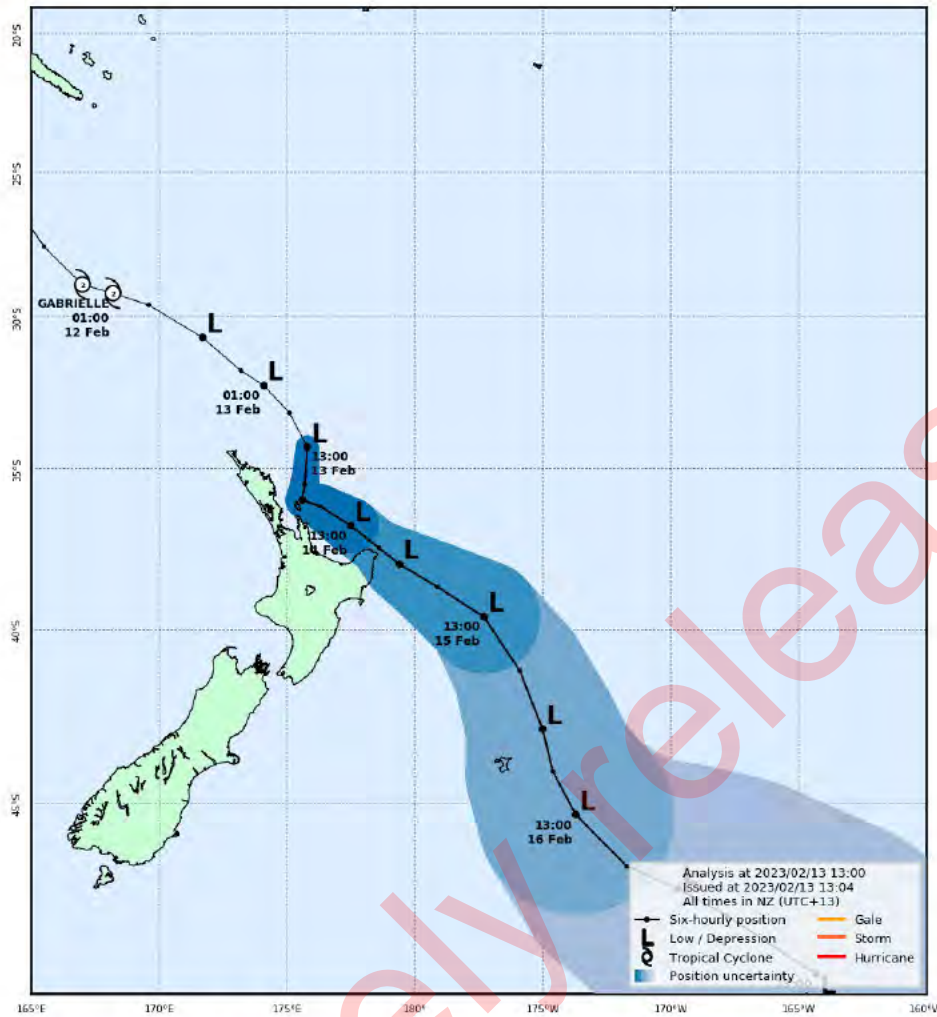 20°S
25°S
GABRIELLE
01:00
12 Feb
30°S
L
L
01:00
13 Feb
L
13:00
13 Feb
35°S
L
13:00
14 Feb
L
L
13:00
15 Feb
40°S
L
L
13:00
16 Feb
45°S
Analysis at 2023/02/13 13:00
Issued at 2023/02/13 13:04
All times in NZ (UTC+13)
Six-hourly position
Gale
L
Low / Depression
Storm
Tropical Cyclone
Hurricane
Position uncertainty
L
165°E
170°E
175°E
180°
175°W
170°W
165°W
160°W
ely releas